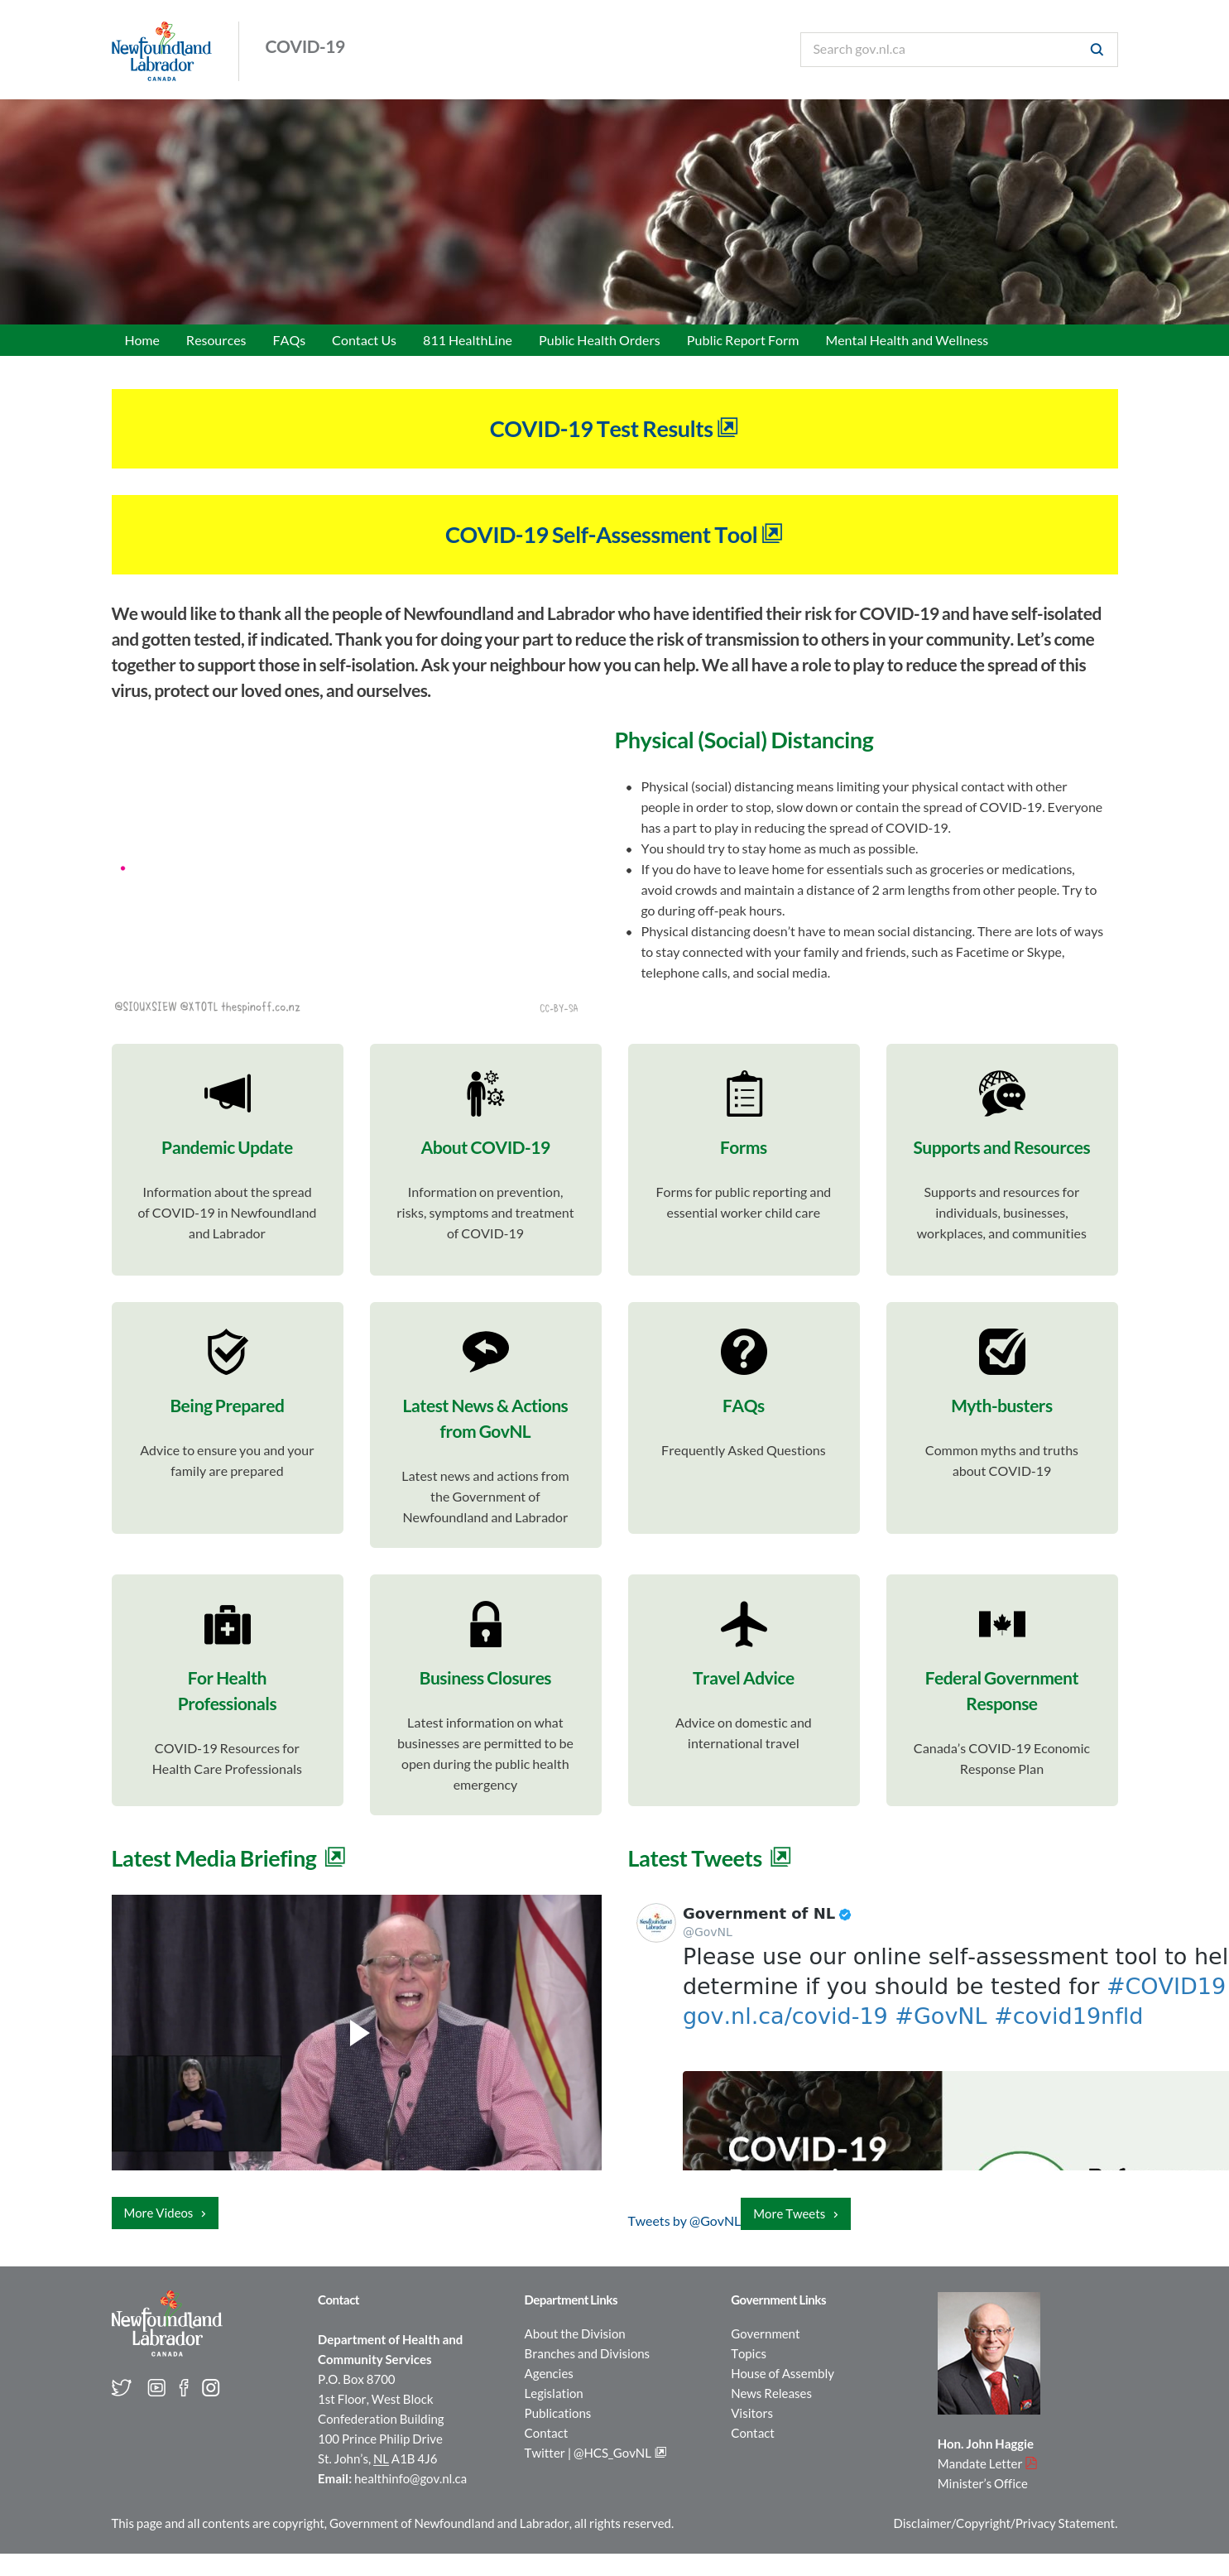 Newfoundland
Labrador
CANADA
COVID-19
Search gov.nl.ca
Home Resources FAQs Contact Us 811 HealthLine Public Health Orders Public Report Form Mental Health and Wellness
COVID-19 Test Results
COVID-19 Self-Assessment Tool
We would like to thank all the people of Newfoundland and Labrador who have identified their risk for COVID-19 and have self-isolated
and gotten tested, if indicated. Thank you for doing your part to reduce the risk of transmission to others in your community. Let’s come
together to support those in self-isolation. Ask your neighbour how you can help. We all have a role to play to reduce the spread of this
virus, protect our loved ones, and ourselves.
@SIOUXSIEW @XTOTL thespinoff.co.nz
CC-BY-SA
Physical (Social) Distancing
Physical (social) distancing means limiting your physical contact with other
people in order to stop, slow down or contain the spread of COVID-19. Everyone
has a part to play in reducing the spread of COVID-19.
You should try to stay home as much as possible.
If you do have to leave home for essentials such as groceries or medications,
avoid crowds and maintain a distance of 2 arm lengths from other people. Try to
go during off-peak hours.
Physical distancing doesn’t have to mean social distancing. There are lots of ways
to stay connected with your family and friends, such as Facetime or Skype,
telephone calls, and social media.
Pandemic Update
Information about the spread
of COVID-19 in Newfoundland
and Labrador
About COVID-19
Information on prevention,
risks, symptoms and treatment
of COVID-19
Forms
Forms for public reporting and
essential worker child care
Supports and Resources
Supports and resources for
individuals, businesses,
workplaces, and communities
Being Prepared
Advice to ensure you and your
family are prepared
Latest News & Actions
from GovNL
Latest news and actions from
the Government of
Newfoundland and Labrador
FAQs
Frequently Asked Questions
Myth-busters
Common myths and truths
about COVID-19
For Health
Professionals
COVID-19 Resources for
Health Care Professionals
Business Closures
Latest information on what
businesses are permitted to be
open during the public health
emergency
Travel Advice
Advice on domestic and
international travel
Federal Government
Response
Canada’s COVID-19 Economic
Response Plan
Latest Media Briefing
More Videos
Latest Tweets
Government of NL
@GovNL
Please use our online self-assessment tool to hel
determine if you should be tested for #COVID19
gov.nl.ca/covid-19 #GovNL #covid19nfld
COVID-19
Tweets by @GovNL
More Tweets
Newfoundland
Labrador
CANADA
Contact
Department of Health and
Community Services
P.O. Box 8700
1st Floor, West Block
Confederation Building
100 Prince Philip Drive
St. John’s, NL A1B 4J6
Email: healthinfo@gov.nl.ca
Department Links
About the Division
Branches and Divisions
Agencies
Legislation
Publications
Contact
Twitter | @HCS_GovNL
Government Links
Government
Topics
House of Assembly
News Releases
Visitors
Contact
Hon. John Haggie
Mandate Letter
Minister’s Office
This page and all contents are copyright, Government of Newfoundland and Labrador, all rights reserved.
Disclaimer/Copyright/Privacy Statement.